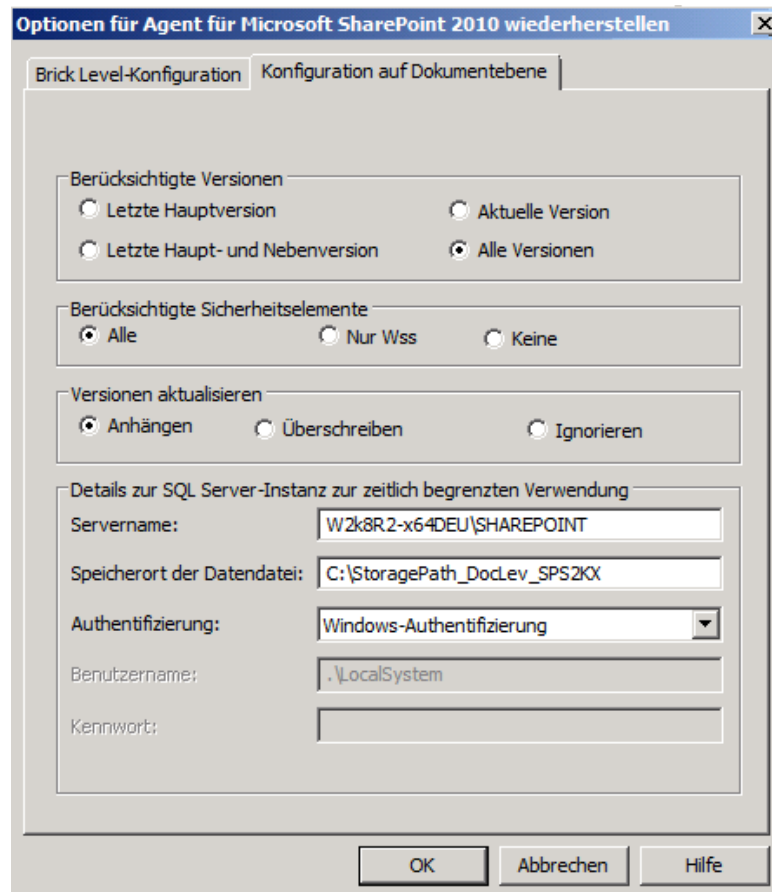 Optionen für Agent für Microsoft SharePoint 2010 wiederherstellen
Brick Level-Konfiguration Konfiguration auf Dokumentebene
Berücksichtigte Versionen
Letzte Hauptversion Aktuelle Version
Letzte Haupt- und Nebenversion Alle Versionen
Berücksichtigte Sicherheitselemente
Alle Nur Wss Keine
Versionen aktualisieren
Anhängen Überschreiben Ignorieren
Details zur SQL Server-Instanz zur zeitlich begrenzten Verwendung
Servername: W2k8R2-x64DEU\SHAREPOINT
Speicherort der Datendatei: C:\StoragePath_DocLev_SPS2KX
Authentifizierung: Windows-Authentifizierung
Benutzername: .\LocalSystem
Kennwort:
OK Abbrechen Hilfe